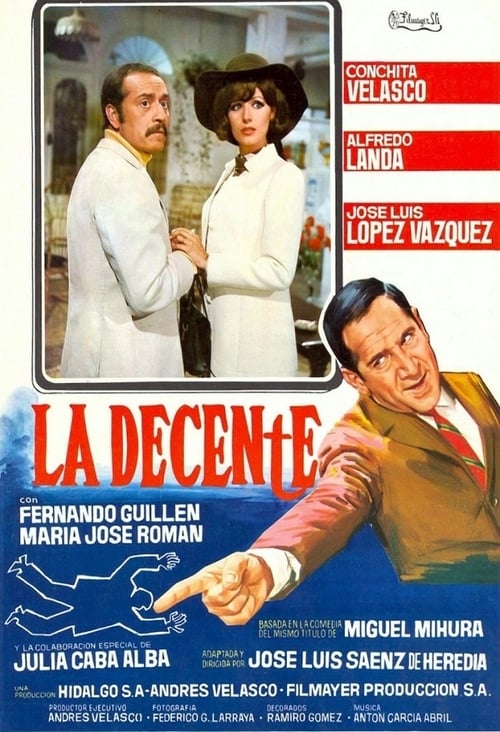 Filmayer S.A.
CONCHITA
VELASCO
ALFREDO
LANDA
JOSE LUIS
LOPEZ VAZQUEZ
LA DECENtE
con
FERNANDO GUILLEN
MARIA JOSE ROMAN
Y LA COLABORACION ESPECIAL DE
JULIA CABA ALBA
BASADA EN LA COMEDIA
DEL MISMO TITULO DE MIGUEL MIHURA
ADAPTADA Y
DIRIGIDA POR JOSE LUIS SAENZ DE HEREDIA
UNA
PRODUCCION HIDALGO S.A-ANDRES VELASCO - FILMAYER PRODUCCION S.A.
PRODUCTOR EJECUTIVO FOTOGRAFIA DECORADOS MUSICA
ANDRES VELASCO · FEDERICO G. LARRAYA · RAMIRO GOMEZ · ANTON GARCIA ABRIL